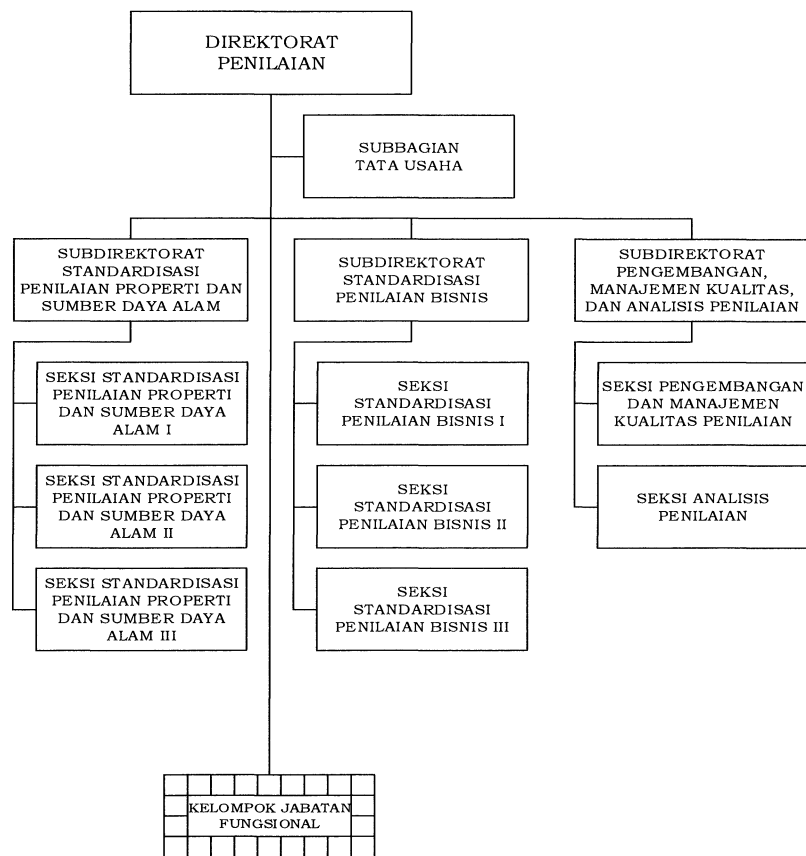 DIREKTORAT
PENILAIAN
SUBBAGIAN
TATA USAHA
SUBDIREKTORAT
STANDARDISASI
PENILAIAN PROPERTI DAN
SUMBER DAYA ALAM
SUBDIREKTORAT
STANDARDISASI
PENILAIAN BISNIS
SUBDIREKTORAT
PENGEMBANGAN,
MANAJEMEN KUALITAS,
DAN ANALISIS PENILAIAN
SEKSI STANDARDISASI
PENILAIAN PROPERTI
DAN SUMBER DAYA
ALAM I
SEKSI
STANDARDISASI
PENILAIAN BISNIS I
SEKSI PENGEMBANGAN
DAN MANAJEMEN
KUALITAS PENILAIAN
SEKSI STANDARDISASI
PENILAIAN PROPERTI
DAN SUMBER DAYA
ALAM II
SEKSI
STANDARDISASI
PENILAIAN BISNIS II
SEKSI ANALISIS
PENILAIAN
SEKSI STANDARDISASI
PENILAIAN PROPERTI
DAN SUMBER DAYA
ALAM III
SEKSI
STANDARDISASI
PENILAIAN BISNIS III
KELOMPOK JABATAN
FUNGSIONAL